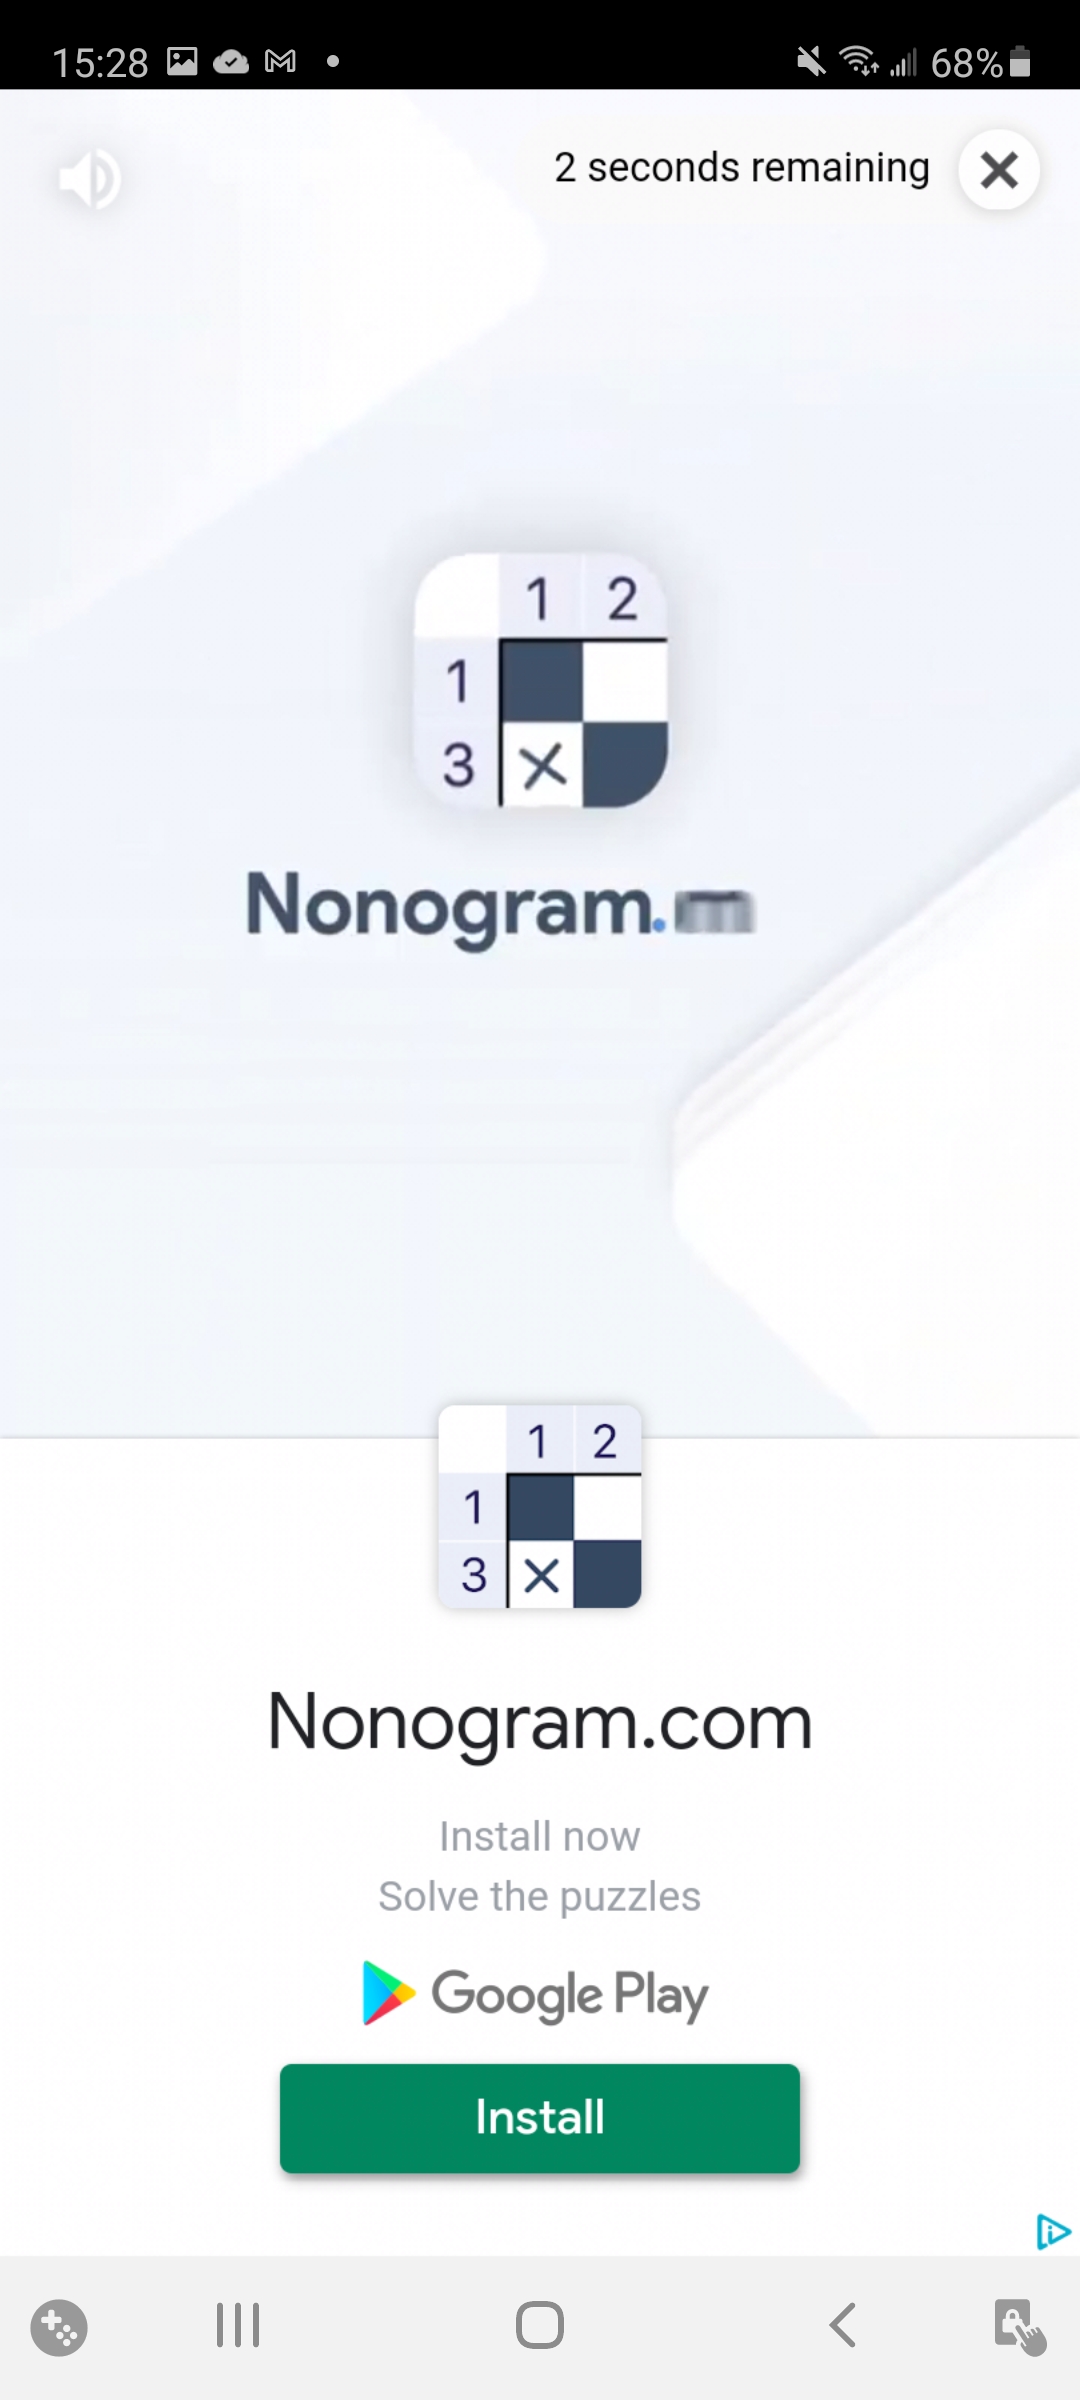 15:28
68%
2 seconds remaining
1 2
1
3
Nonogram.
1 2
1
3
Nonogram.com
Install now
Solve the puzzles
Google Play
Install